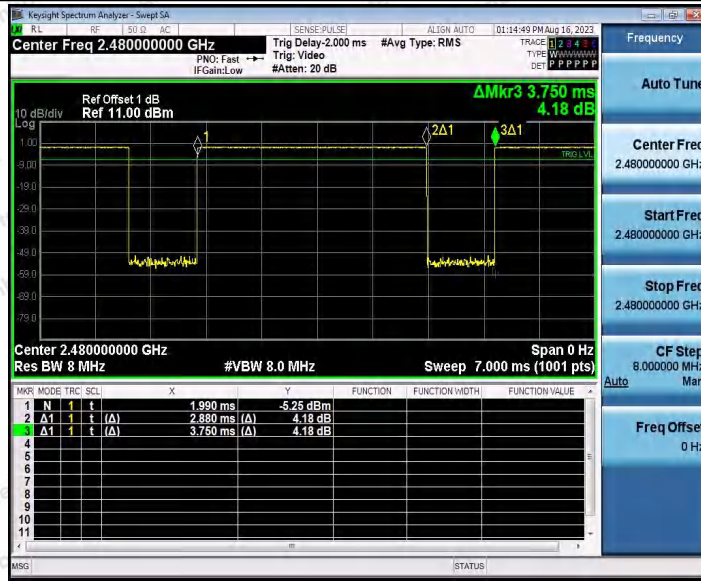 Keysight Spectrum Analyzer - Swept SA
RL RF 50 Ω AC SENSE:PULSE ALIGN AUTO 01:14:49 PM Aug 16, 2023
Center Freq 2.480000000 GHz
PNO: Fast
IFGain:Low
Trig Delay-2.000 ms
Trig: Video
#Atten: 20 dB
#Avg Type: RMS
TRACE 1 2 3 4 5 6
TYPE WWWWWW
DET P P P P P P
Frequency
Auto Tune
Center Freq
2.480000000 GHz
Start Freq
2.480000000 GHz
Stop Freq
2.480000000 GHz
CF Step
8.000000 MHz
Auto Man
Freq Offset
0 Hz
ΔMkr3 3.750 ms
4.18 dB
Ref Offset 1 dB
10 dB/div Ref 11.00 dBm
Log
1
2Δ1
3Δ1
TRIG LVL
1.00
-9.00
-19.0
-29.0
-39.0
-49.0
-59.0
-69.0
-79.0
Center 2.480000000 GHz Span 0 Hz
Res BW 8 MHz #VBW 8.0 MHz Sweep 7.000 ms (1001 pts)
MKR MODE TRC SCL X Y FUNCTION FUNCTION WIDTH FUNCTION VALUE
1 N 1 t 1.990 ms -5.25 dBm
2 Δ1 1 t (Δ) 2.880 ms (Δ) 4.18 dB
3 Δ1 1 t (Δ) 3.750 ms (Δ) 4.18 dB
4
5
6
7
8
9
10
11
MSG STATUS